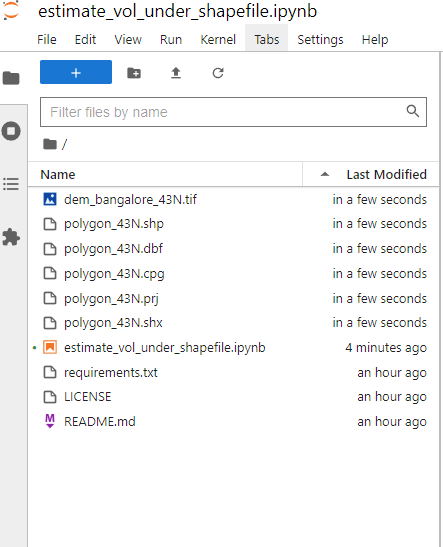 estimate_vol_under_shapefile.ipynb
File Edit View Run Kernel Tabs Settings Help
Filter files by name
/
Name Last Modified
dem_bangalore_43N.tif in a few seconds
polygon_43N.shp in a few seconds
polygon_43N.dbf in a few seconds
polygon_43N.cpg in a few seconds
polygon_43N.prj in a few seconds
polygon_43N.shx in a few seconds
estimate_vol_under_shapefile.ipynb 4 minutes ago
requirements.txt an hour ago
LICENSE an hour ago
README.md an hour ago